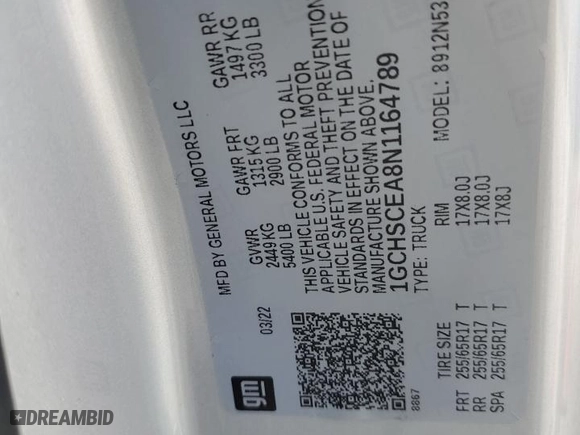 gm
MFD BY GENERAL MOTORS LLC
03/22
GVWR
2449KG
5400 LB
GAWR FRT
1315 KG
2900 LB
GAWR RR
1497 KG
3300 LB
THIS VEHICLE CONFORMS TO ALL
APPLICABLE U.S. FEDERAL MOTOR
VEHICLE SAFETY AND THEFT PREVENTION
STANDARDS IN EFFECT ON THE DATE OF
MANUFACTURE SHOWN ABOVE.
1GCHSCEA8N1164789
TYPE: TRUCK
MODEL: 8912N53
8867
TIRE SIZE RIM
FRT 255/65R17 T 17X8.0J
RR 255/65R17 T 17X8.0J
SPA 255/65R17 T 17X8J
DREAMBID